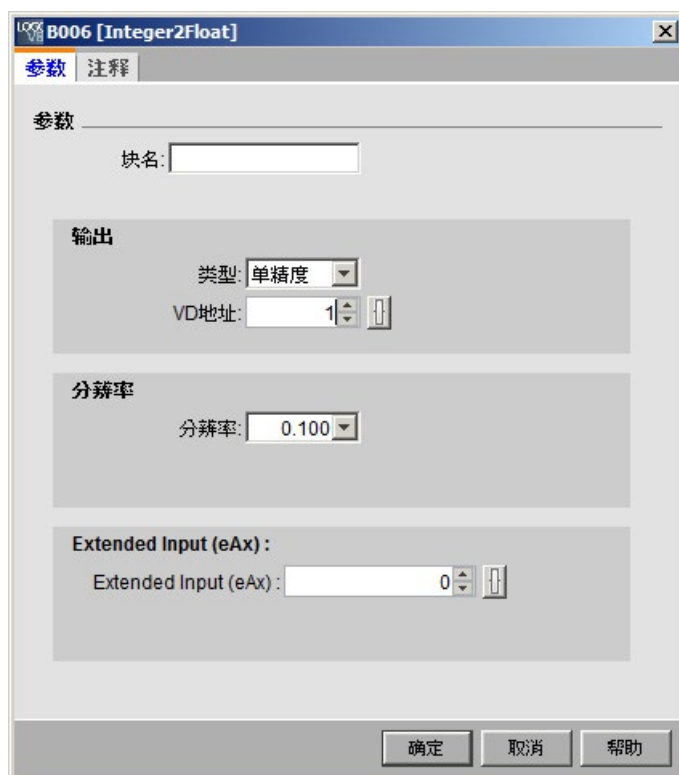 B006 [Integer2Float]
参数 注释
参数
块名:
输出
类型: 单精度
VD地址: 1
分辨率
分辨率: 0.100
Extended Input (eAx) :
Extended Input (eAx) : 0
确定 取消 帮助